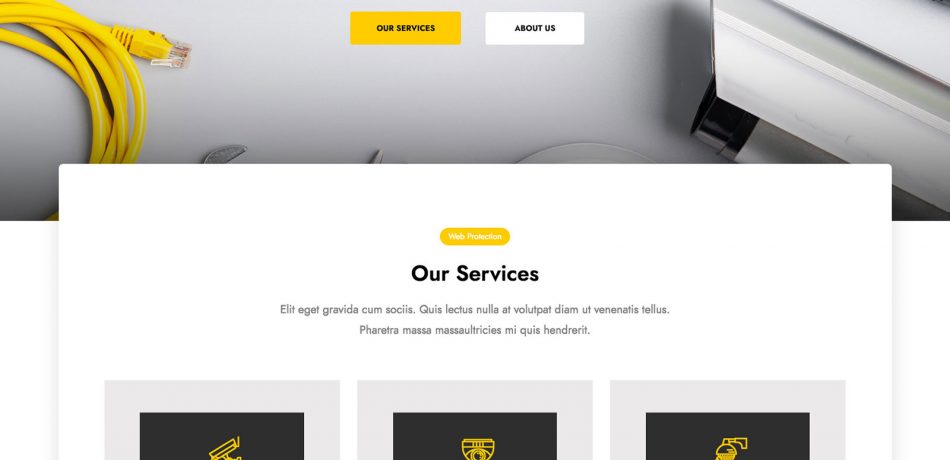 OUR SERVICES
ABOUT US
Web Protection
Our Services
Elit eget gravida cum sociis. Quis lectus nulla at volutpat diam ut venenatis tellus.
Pharetra massa massaultricies mi quis hendrerit.